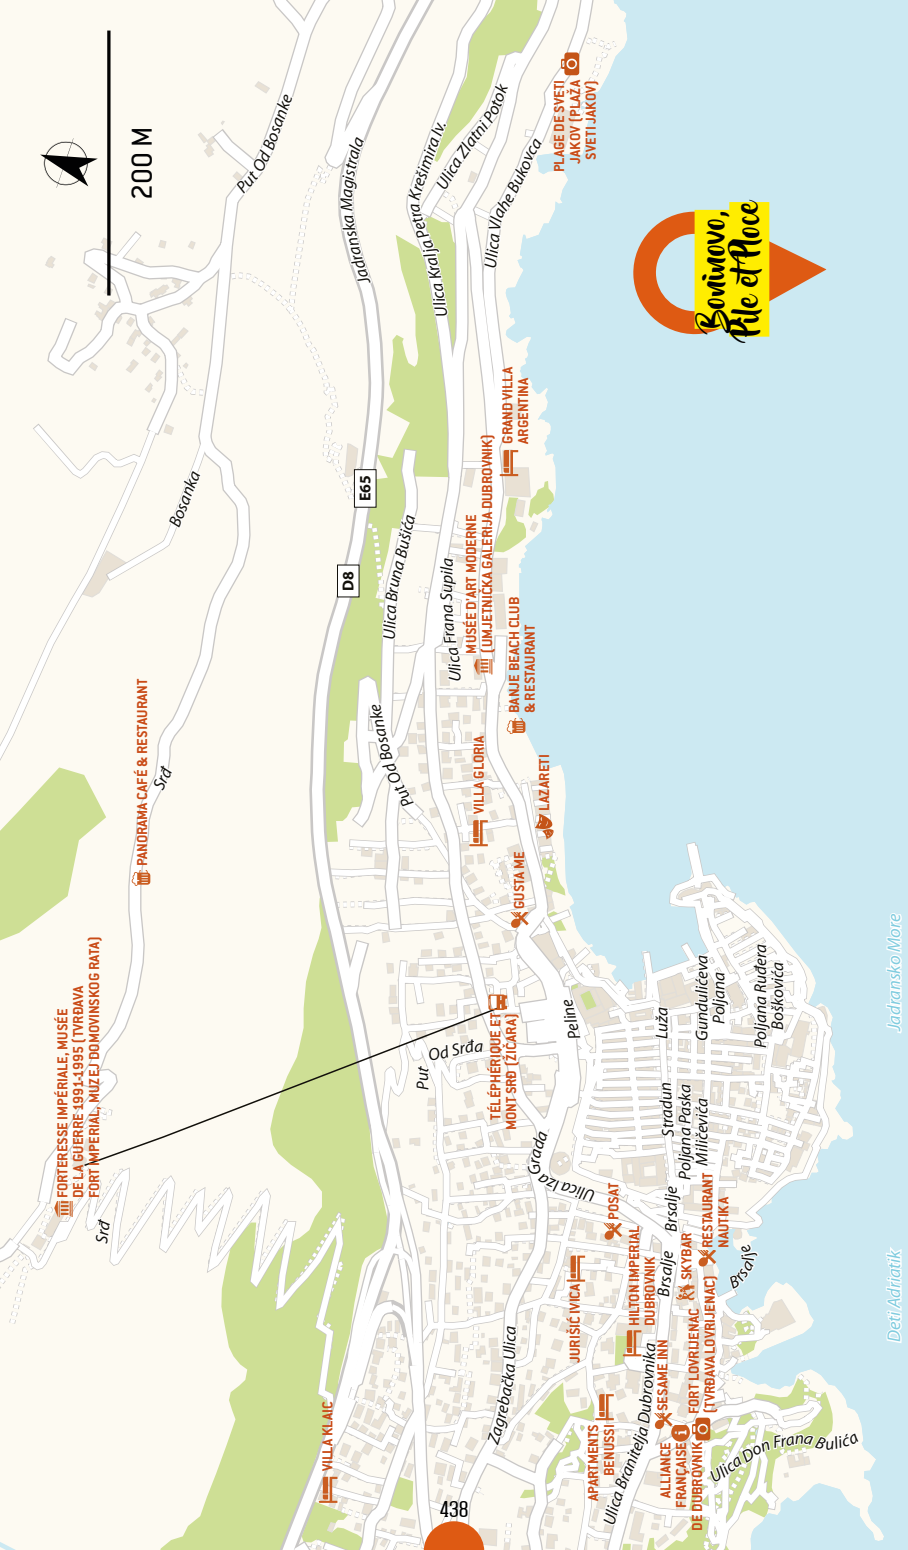 Boninovo,
Pile et Ploce
200 M
Put Od Bosanke
Jadranska Magistrala
Ulica Kralja Petra Krešimira Iv.
Ulica Zlatni Potok
Ulica Vlahe Bukovca
PLAGE DE SVETI
JAKOV (PLAŽA
SVETI JAKOV)
Bosanka
E65
D8
GRAND VILLA
ARGENTINA
Ulica Bruna Bušića
Ulica Frana Supila
MUSÉE D'ART MODERNE
(UMJETNIČKA GALERIJA DUBROVNIK)
BANJE BEACH CLUB
& RESTAURANT
PANORAMA CAFÉ & RESTAURANT
Srđ
Put Od Bosanke
VILLA GLORIA
LAZARETI
GUSTA ME
FORTERESSE IMPÉRIALE, MUSÉE
DE LA GUERRE 1991-1995 (TVRĐAVA
FORT IMPERIAL, MUZEJ DOMOVINSKOG RATA)
Srđ
Put
Od Srđa
TÉLÉPHÉRIQUE ET
MONT SRĐ (ŽIČARA)
Peline
Luža
Gundulićeva
Poljana
Poljana Ruđera
Boškovića
Jadransko More
Stradun
Poljana Paska
Miličevića
Ulica Iza
Grada
POSAT
Brsalje
RESTAURANT
NAUTIKA
Brsalje
SKYBAR
Brsalje
HILTON IMPERIAL
DUBROVNIK
JURIŠIĆ IVICA
FORT LOVRIJENAC
(TVRĐAVA LOVRIJENAC)
SESAME INN
Zagrebačka Ulica
Ulica Branitelja Dubrovnika
APARTMENTS
BENUSSI
ALLIANCE
FRANÇAISE
DE DUBROVNIK
Ulica Don Frana Bulića
VILLA KLAIC
Deti Adriatik
438